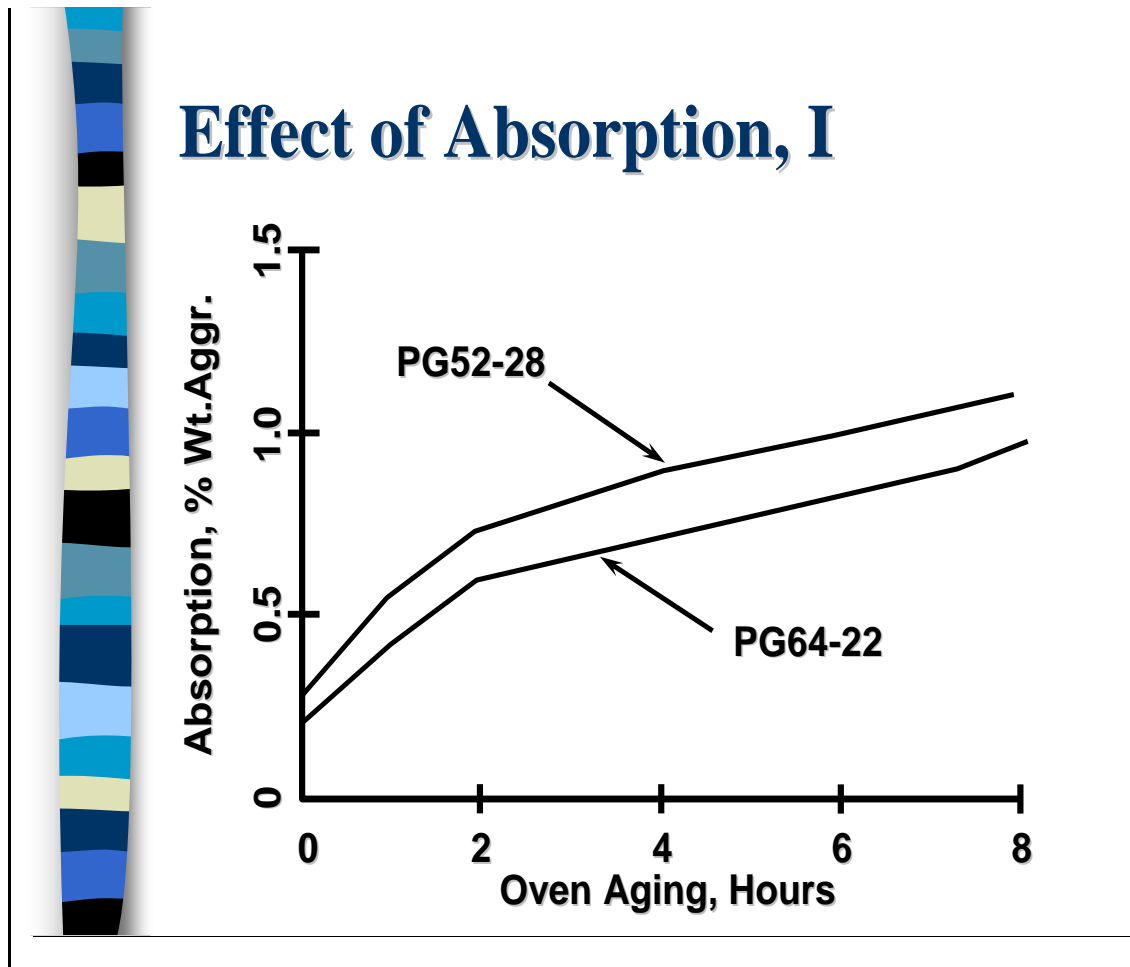 Effect of Absorption, I
Absorption, % Wt.Aggr.
1.5
1.0
0.5
0
PG52-28
PG64-22
0 2 4 6 8
Oven Aging, Hours